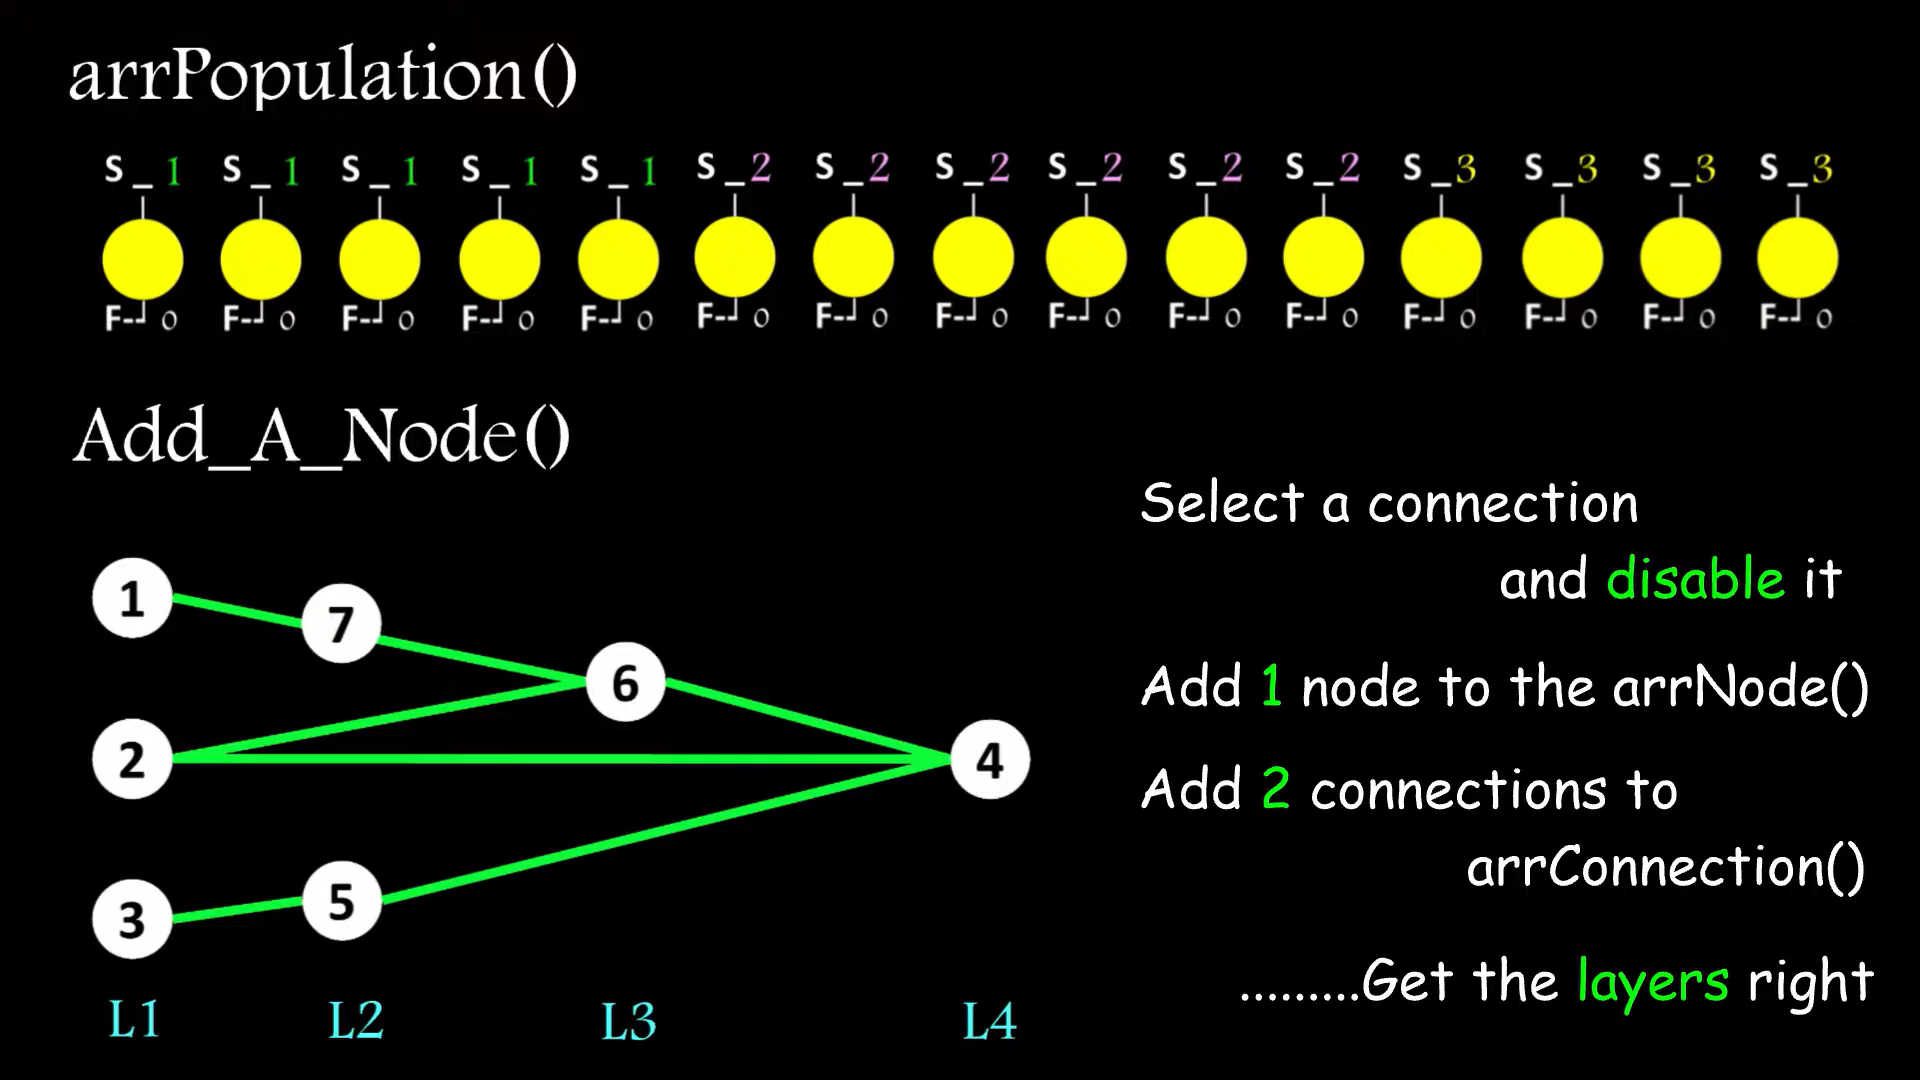 arrPopulation()
S_1 S_1 S_1 S_1 S_1 S_2 S_2 S_2 S_2 S_2 S_2 S_3 S_3 S_3 S_3
F--┘0 F--┘0 F--┘0 F--┘0 F--┘0 F--┘0 F--┘0 F--┘0 F--┘0 F--┘0 F--┘0 F--┘0 F--┘0 F--┘0 F--┘0
Add_A_Node()
1
7
6
2
4
3
5
L1 L2 L3 L4
Select a connection
and disable it
Add 1 node to the arrNode()
Add 2 connections to
arrConnection()
.........Get the layers right